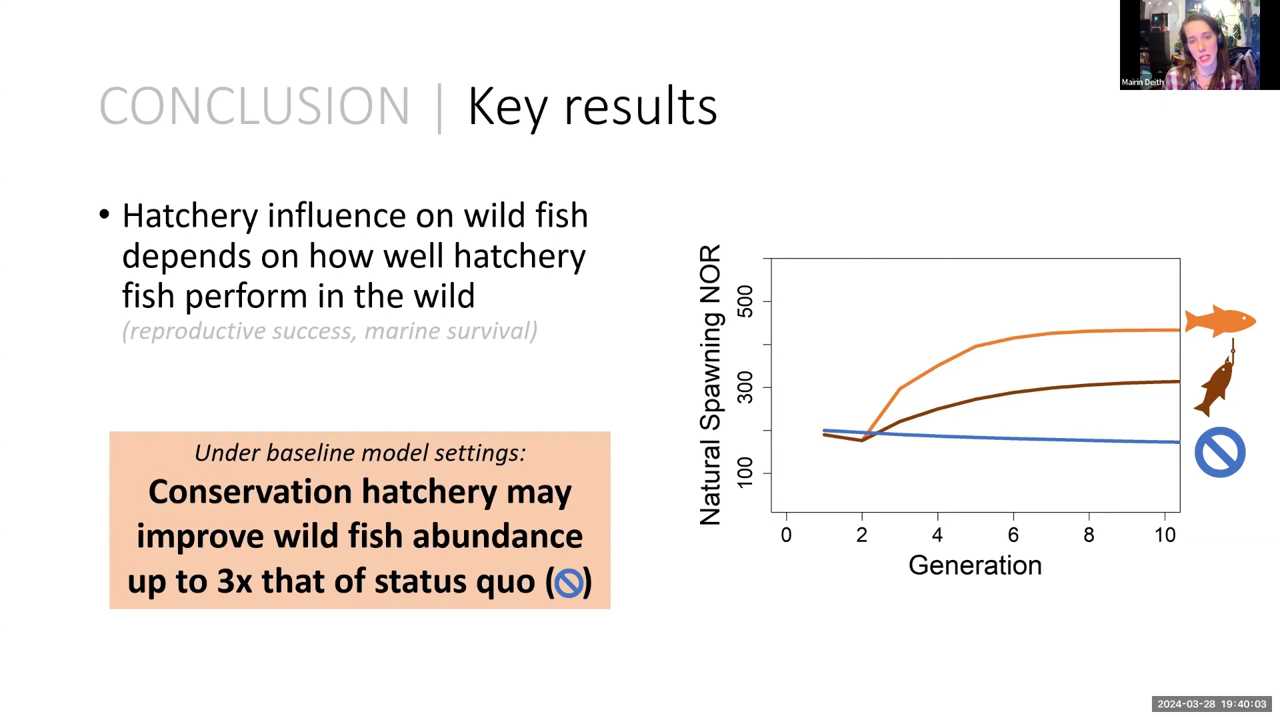 Mairin Deith
CONCLUSION | Key results
• Hatchery influence on wild fish
depends on how well hatchery
fish perform in the wild
(reproductive success, marine survival)
Under baseline model settings:
Conservation hatchery may
improve wild fish abundance
up to 3x that of status quo ( )
Natural Spawning NOR
500
300
100
0 2 4 6 8 10
Generation
2024-03-28 19:40:03